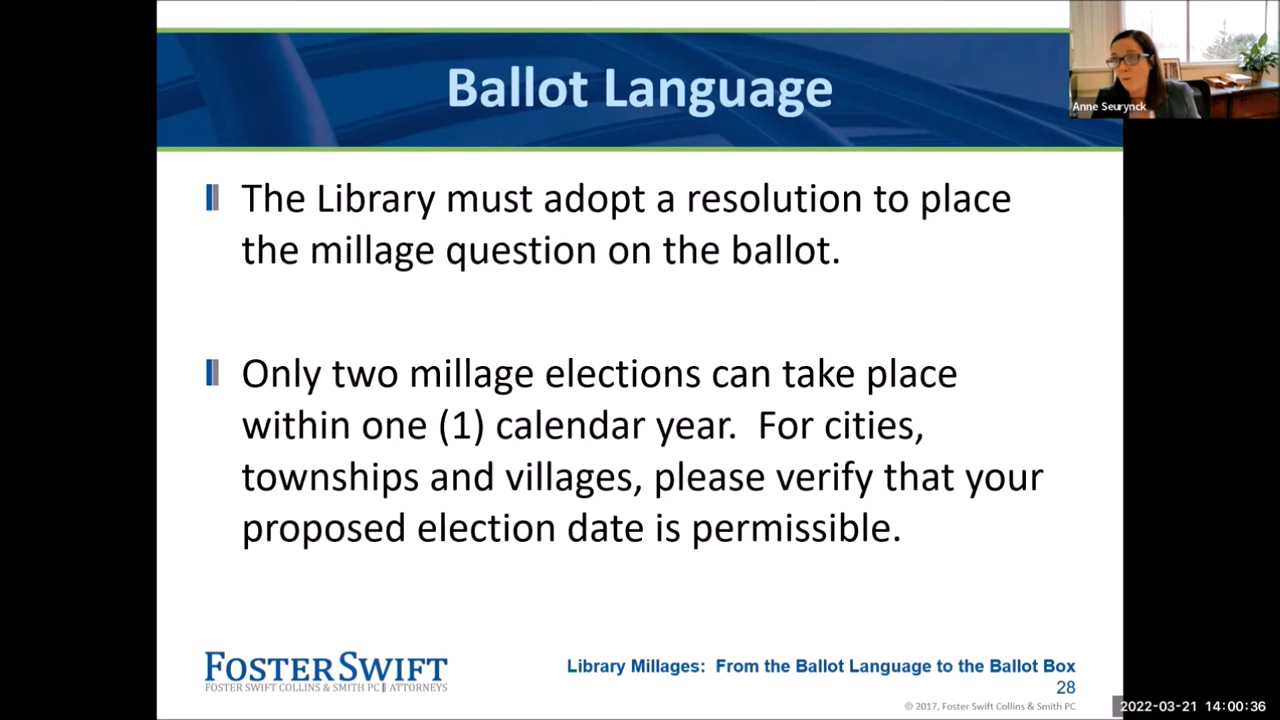 Ballot Language
Anne Seurynck
The Library must adopt a resolution to place
the millage question on the ballot.
Only two millage elections can take place
within one (1) calendar year.  For cities,
townships and villages, please verify that your
proposed election date is permissible.
FOSTER SWIFT
FOSTER SWIFT COLLINS & SMITH PC || ATTORNEYS
Library Millages:  From the Ballot Language to the Ballot Box
28
© 2017, Foster Swift Collins & Smith PC
2022-03-21 14:00:36